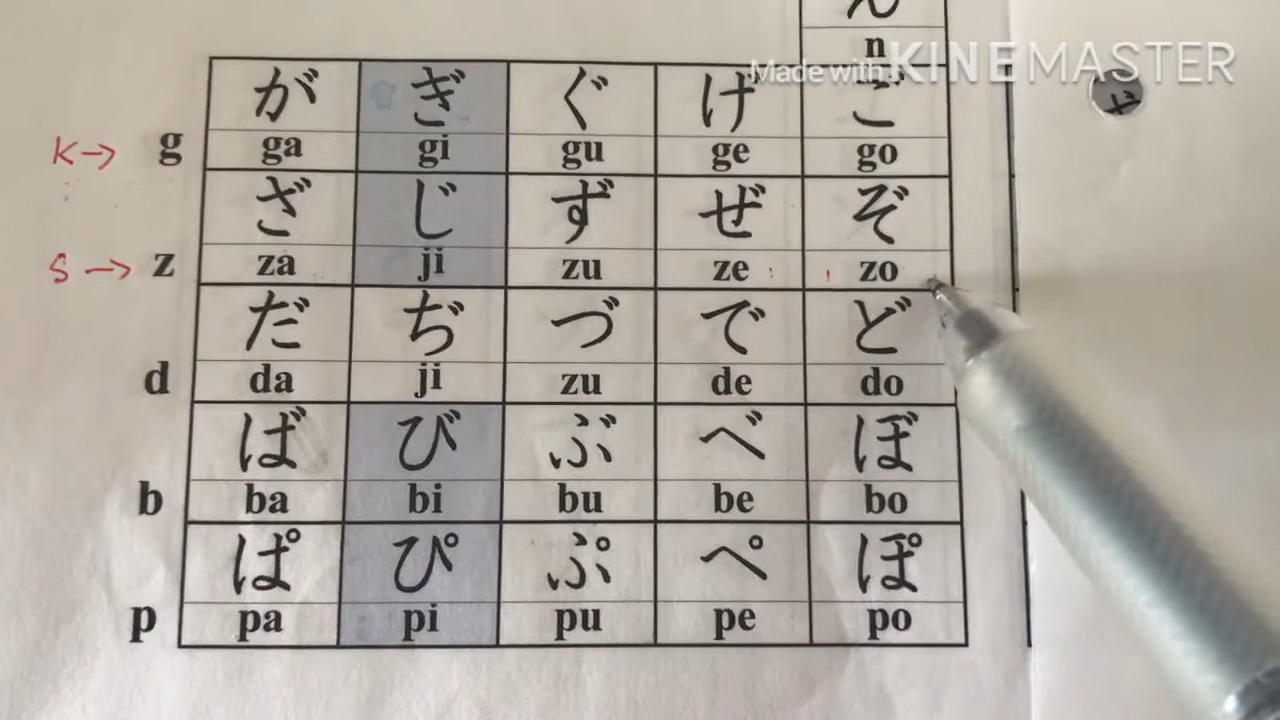 ん
n
Made with KINEMASTER
が ぎ ぐ げ ご
K→ g ga gi gu ge go
ざ じ ず ぜ ぞ
S→ z za ji zu ze zo
だ ぢ づ で ど
d da ji zu de do
ば び ぶ べ ぼ
b ba bi bu be bo
ぱ ぴ ぷ ぺ ぽ
p pa pi pu pe po